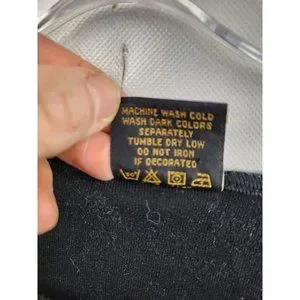 MACHINE WASH COLD
WASH DARK COLORS
SEPARATELY
TUMBLE DRY LOW
DO NOT IRON
IF DECORATED